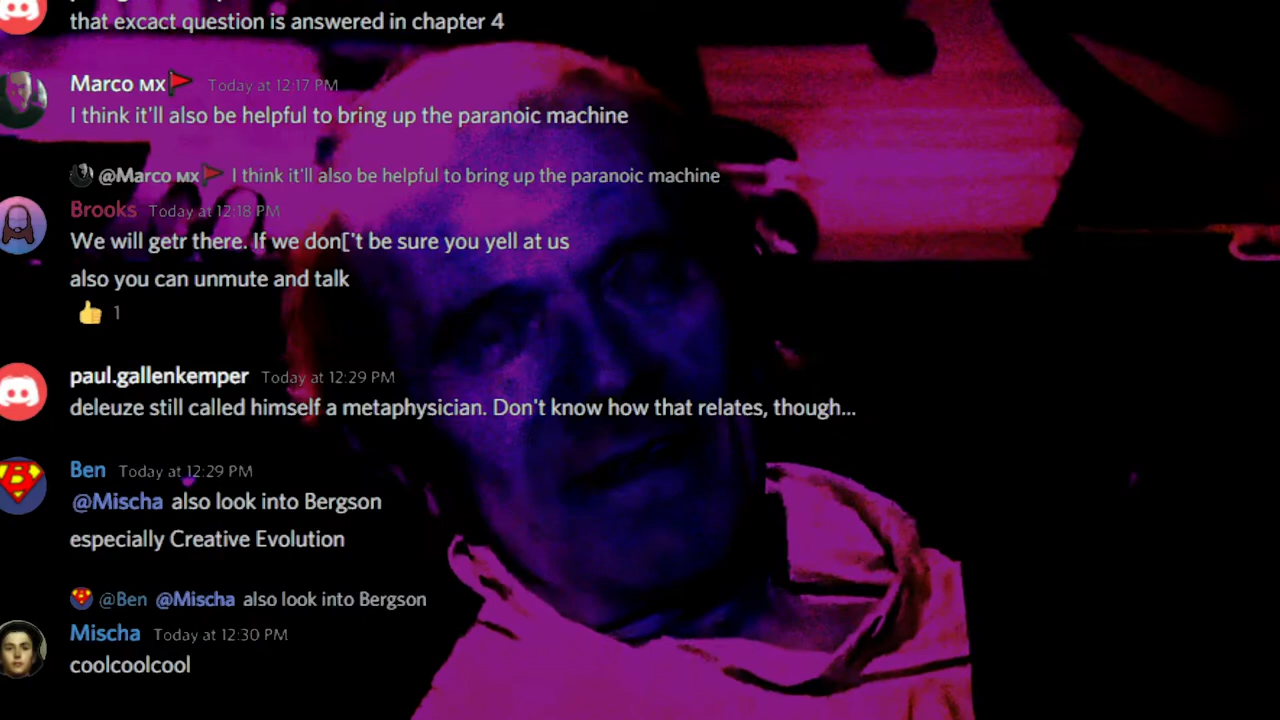 that excact question is answered in chapter 4
Marco MX Today at 12:17 PM
I think it'll also be helpful to bring up the paranoic machine
@Marco MX I think it'll also be helpful to bring up the paranoic machine
Brooks Today at 12:18 PM
We will getr there. If we don['t be sure you yell at us
also you can unmute and talk
1
paul.gallenkemper Today at 12:29 PM
deleuze still called himself a metaphysician. Don't know how that relates, though...
Ben Today at 12:29 PM
@Mischa also look into Bergson
especially Creative Evolution
@Ben @Mischa also look into Bergson
Mischa Today at 12:30 PM
coolcoolcool